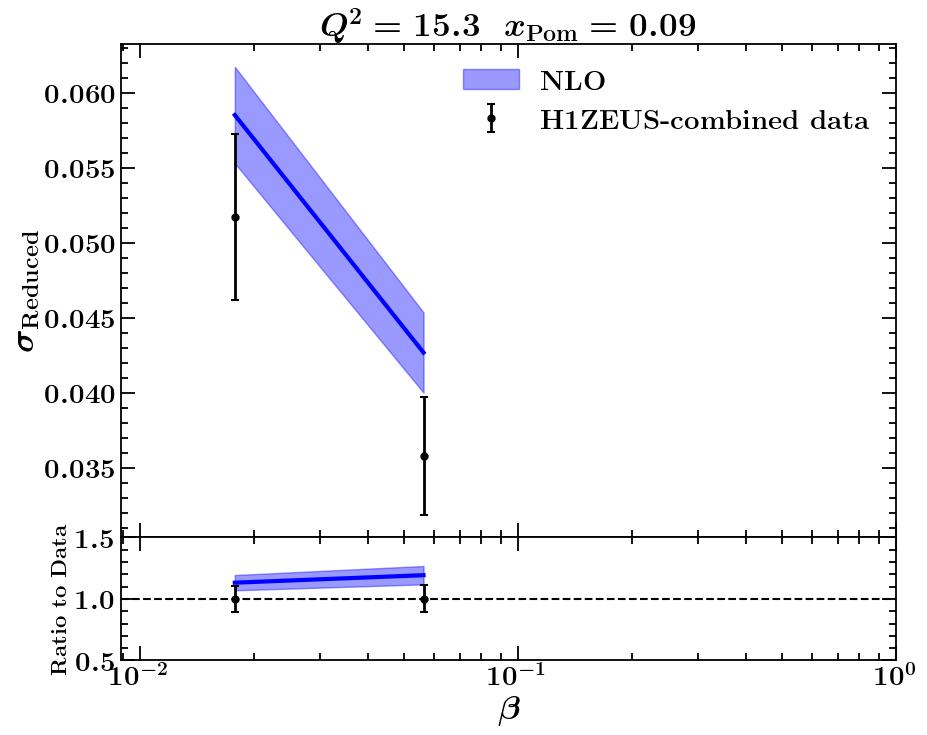 Q² = 15.3 x_Pom = 0.09
NLO
H1ZEUS-combined data
σ_Reduced
0.060
0.055
0.050
0.045
0.040
0.035
Ratio to Data
1.5
1.0
0.5
10⁻² 10⁻¹ 10⁰
β